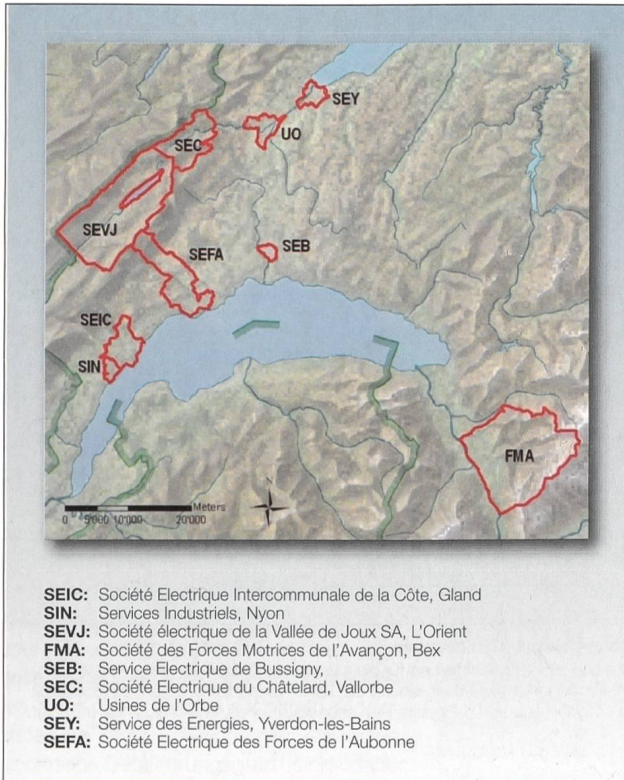 SEY
UO
SEC
SEVJ
SEFA
SEB
SEIC
SIN
FMA
N
Meters
0 5'000 10'000 20'000
SEIC: Société Electrique Intercommunale de la Côte, Gland
SIN: Services Industriels, Nyon
SEVJ: Société électrique de la Vallée de Joux SA, L'Orient
FMA: Société des Forces Motrices de l'Avançon, Bex
SEB: Service Electrique de Bussigny,
SEC: Société Electrique du Châtelard, Vallorbe
UO: Usines de l'Orbe
SEY: Service des Energies, Yverdon-les-Bains
SEFA: Société Electrique des Forces de l'Aubonne